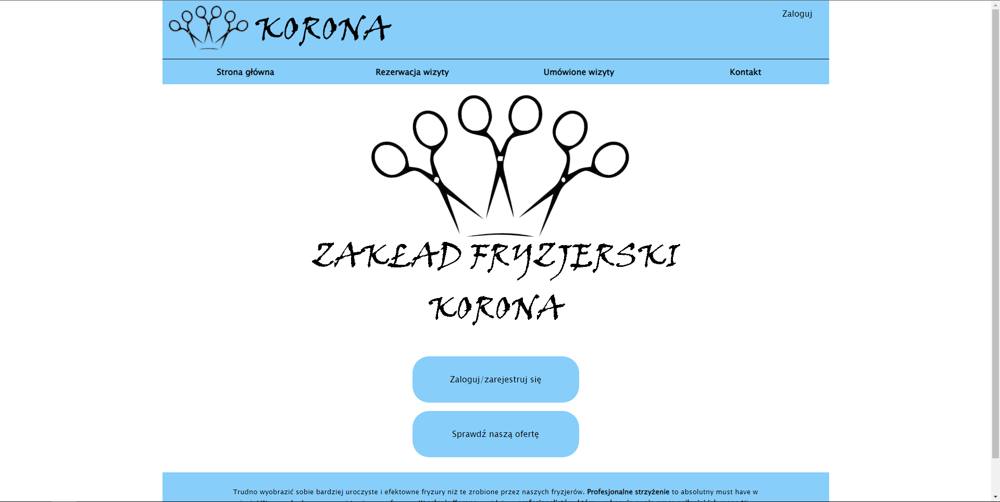 KORONA
Zaloguj
Strona główna
Rezerwacja wizyty
Umówione wizyty
Kontakt
ZAKŁAD FRYZJERSKI
KORONA
Zaloguj/zarejestruj się
Sprawdź naszą ofertę
Trudno wyobrazić sobie bardziej uroczyste i efektowne fryzury niż te zrobione przez naszych fryzjerów. Profesjonalne strzyżenie to absolutny must have w